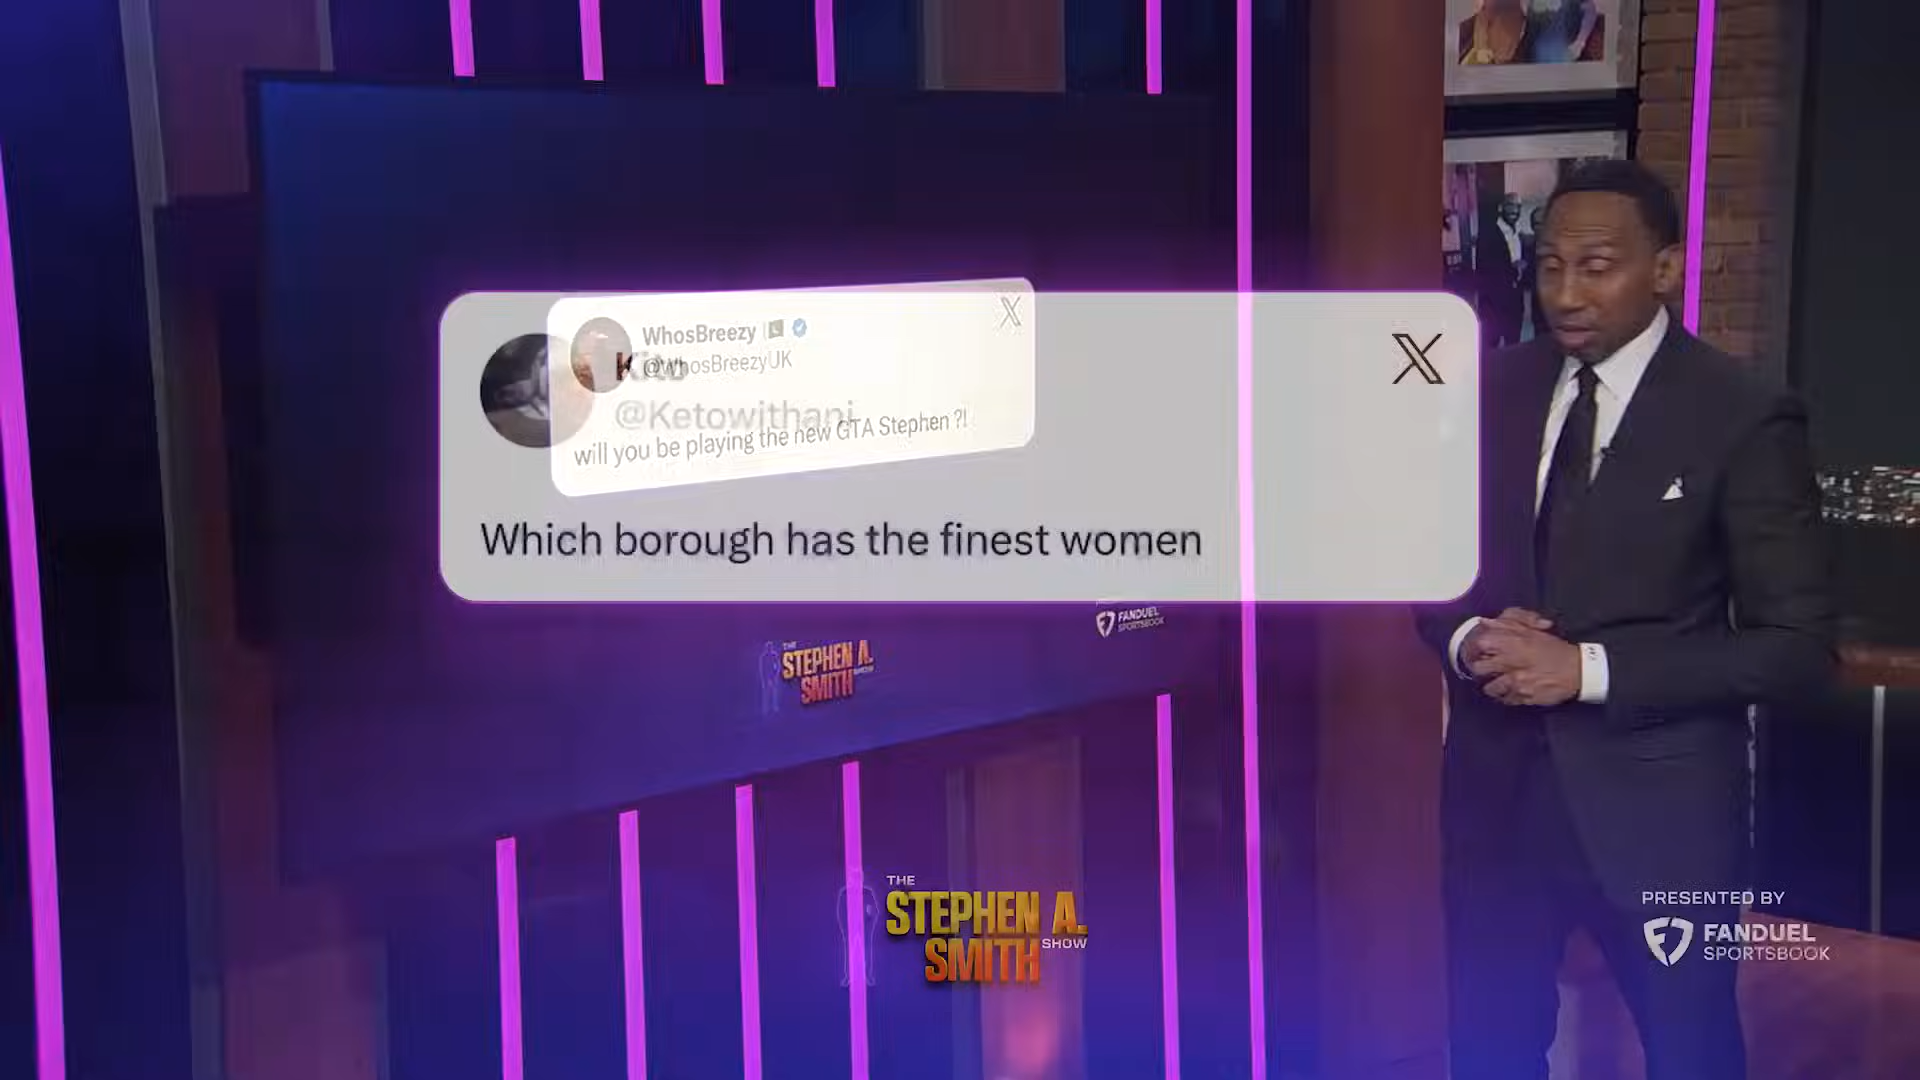 WhosBreezy
@WhosBreezyUK
will you be playing the new GTA Stephen ?!
Kito
@Ketowithani
Which borough has the finest women
FANDUEL
SPORTSBOOK
THE
STEPHEN A.
SMITH SHOW
THE
STEPHEN A.
SMITH SHOW
PRESENTED BY
FANDUEL
SPORTSBOOK